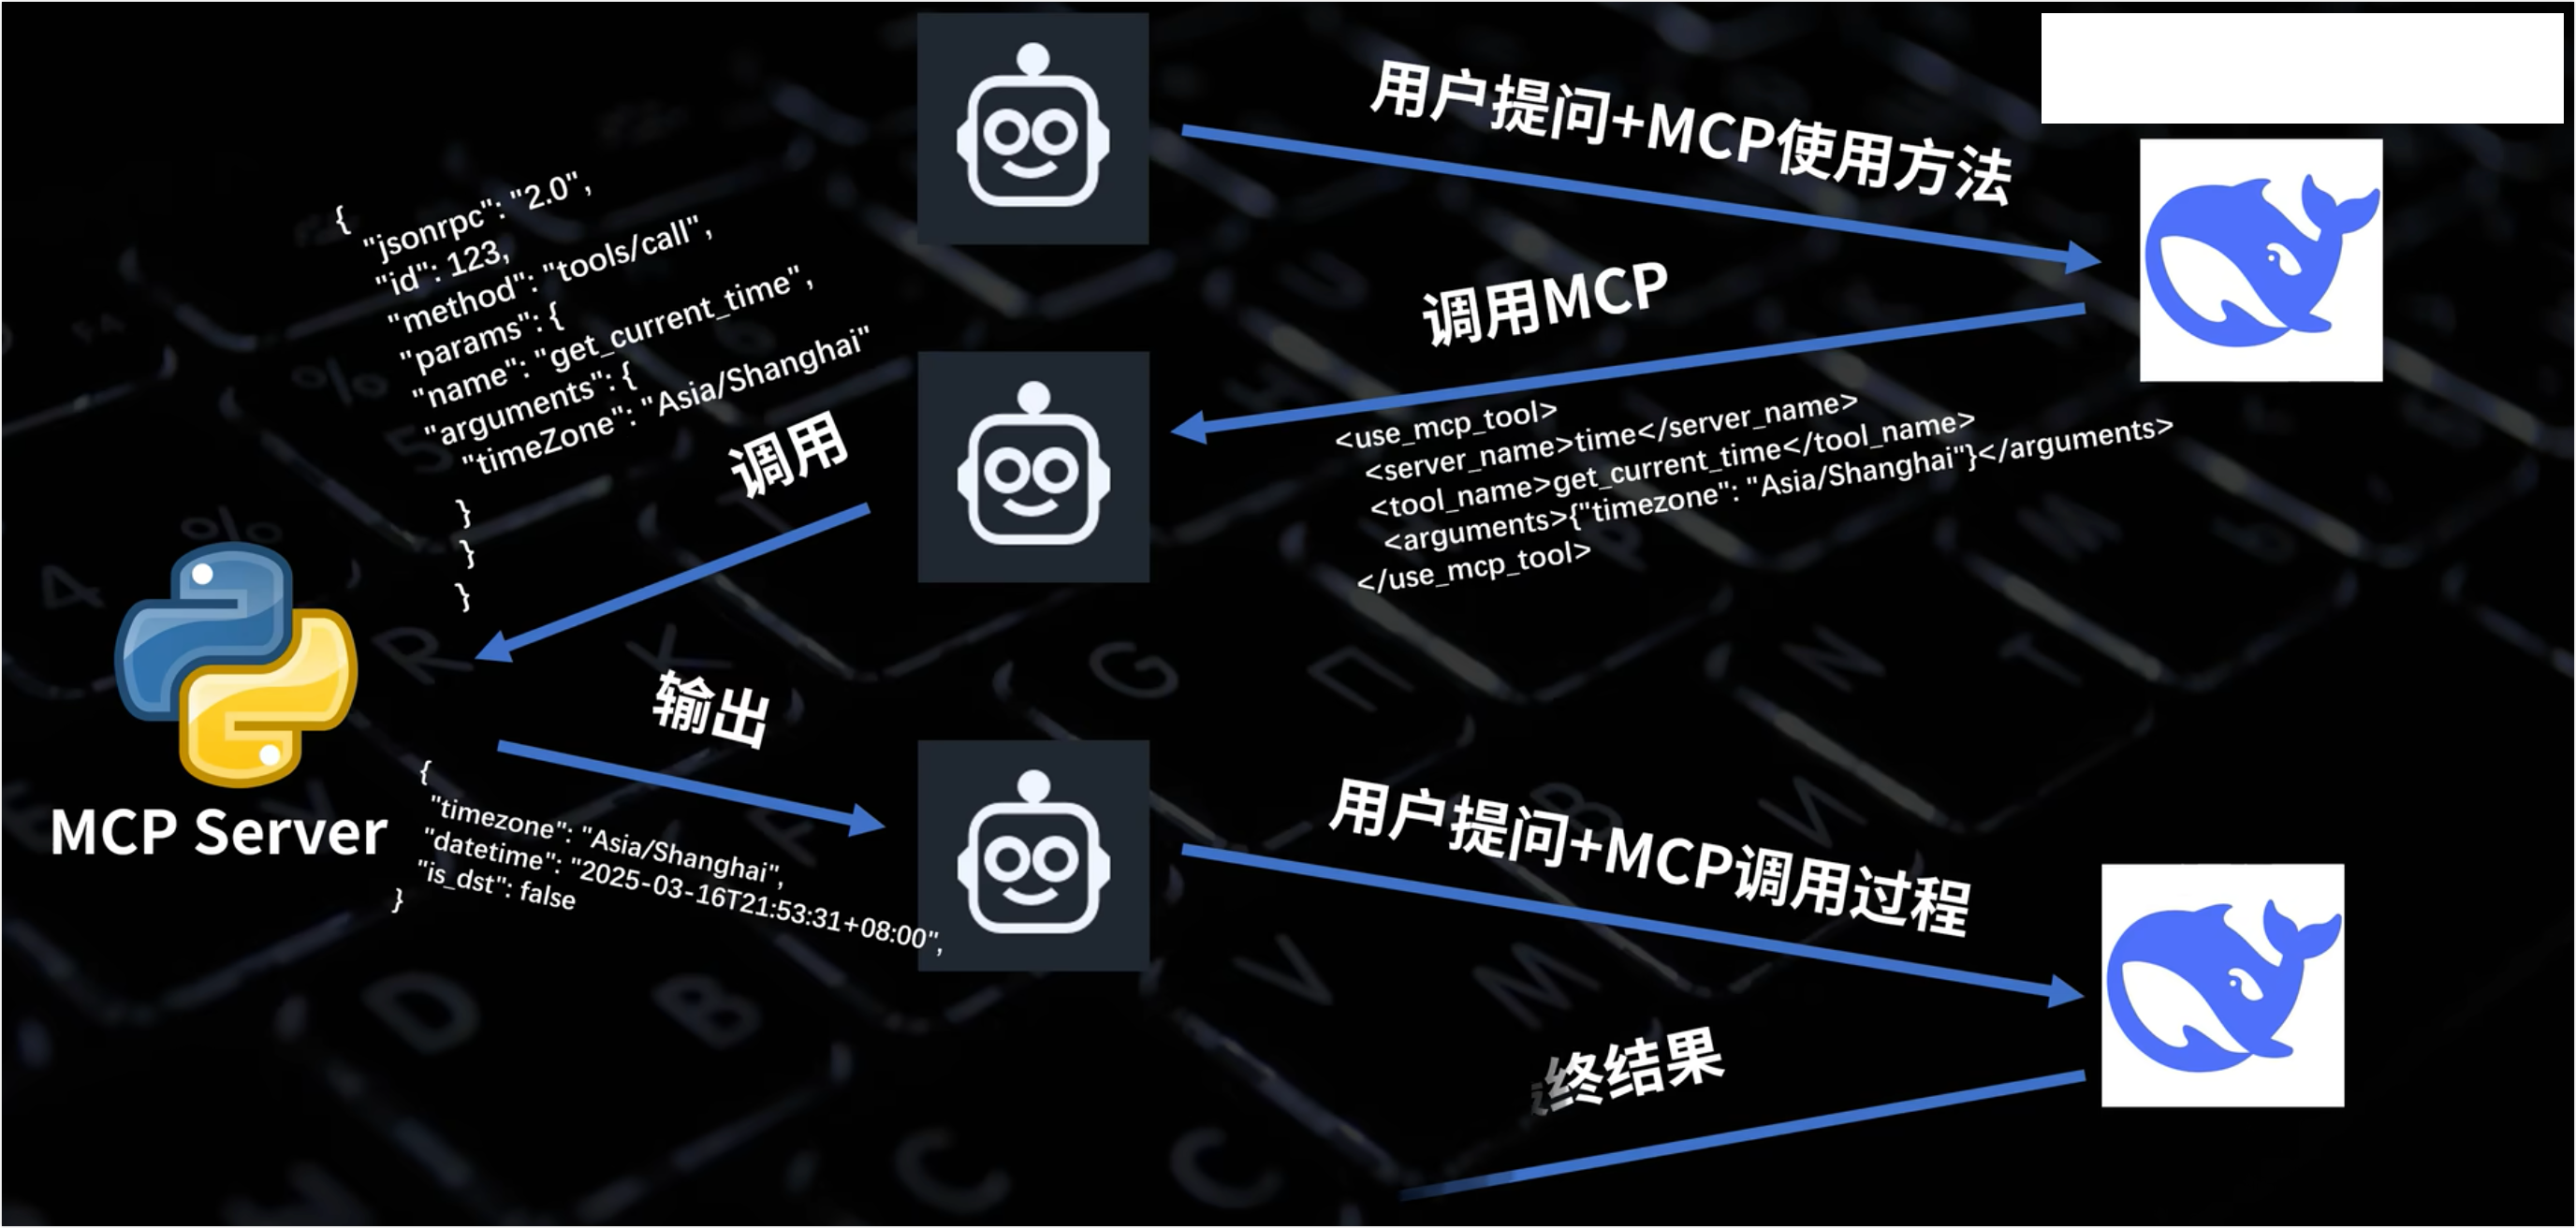 用户提问+MCP使用方法
{
"jsonrpc": "2.0",
"id": 123,
"method": "tools/call",
"params": {
"name": "get_current_time",
"arguments": {
"timeZone": "Asia/Shanghai"
}
}
}
调用MCP
<use_mcp_tool>
<server_name>time</server_name>
<tool_name>get_current_time</tool_name>
<arguments>{"timezone": "Asia/Shanghai"}</arguments>
</use_mcp_tool>
调用
MCP Server
输出
{
"timezone": "Asia/Shanghai",
"datetime": "2025-03-16T21:53:31+08:00",
"is_dst": false
}
用户提问+MCP调用过程
终结果